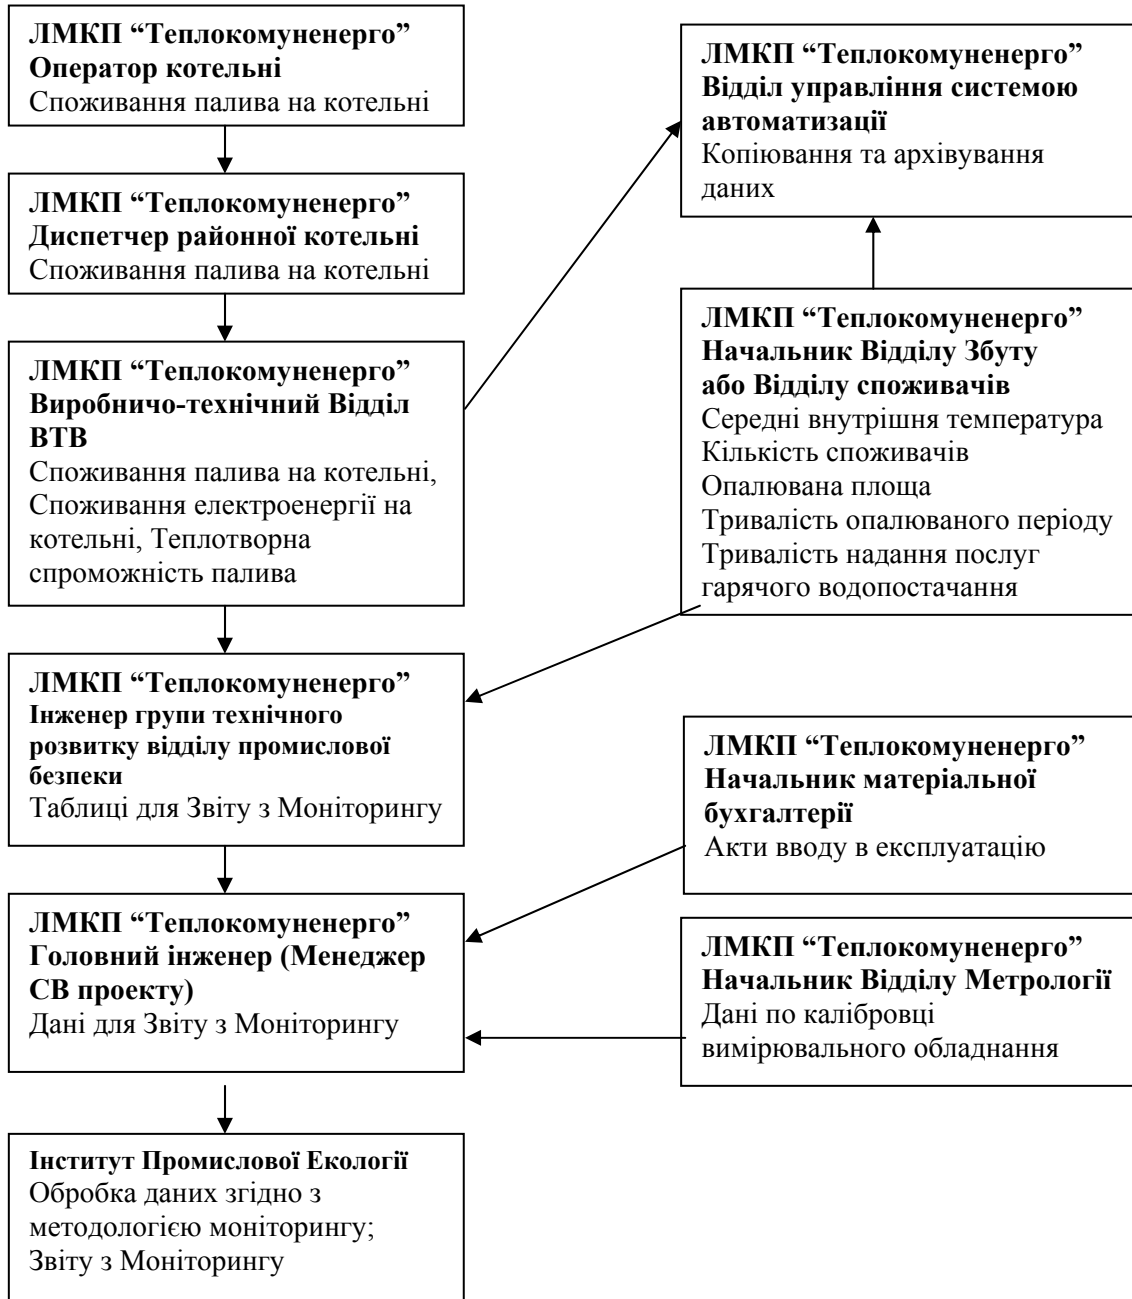 ЛМКП “Теплокомуненерго”
Оператор котельні
Споживання палива на котельні
ЛМКП “Теплокомуненерго”
Диспетчер районної котельні
Споживання палива на котельні
ЛМКП “Теплокомуненерго”
Виробничо-технічний Відділ
ВТВ
Споживання палива на котельні,
Споживання електроенергії на
котельні, Теплотворна
спроможність палива
ЛМКП “Теплокомуненерго”
Інженер групи технічного
розвитку відділу промислової
безпеки
Таблиці для Звіту з Моніторингу
ЛМКП “Теплокомуненерго”
Головний інженер (Менеджер
СВ проекту)
Дані для Звіту з Моніторингу
Інститут Промислової Екології
Обробка даних згідно з
методологією моніторингу;
Звіту з Моніторингу
ЛМКП “Теплокомуненерго”
Відділ управління системою
автоматизації
Копіювання та архівування
даних
ЛМКП “Теплокомуненерго”
Начальник Відділу Збуту
або Відділу споживачів
Середні внутрішня температура
Кількість споживачів
Опалювана площа
Тривалість опалюваного періоду
Тривалість надання послуг
гарячого водопостачання
ЛМКП “Теплокомуненерго”
Начальник матеріальної
бухгалтерії
Акти вводу в експлуатацію
ЛМКП “Теплокомуненерго”
Начальник Відділу Метрології
Дані по калібровці
вимірювального обладнання